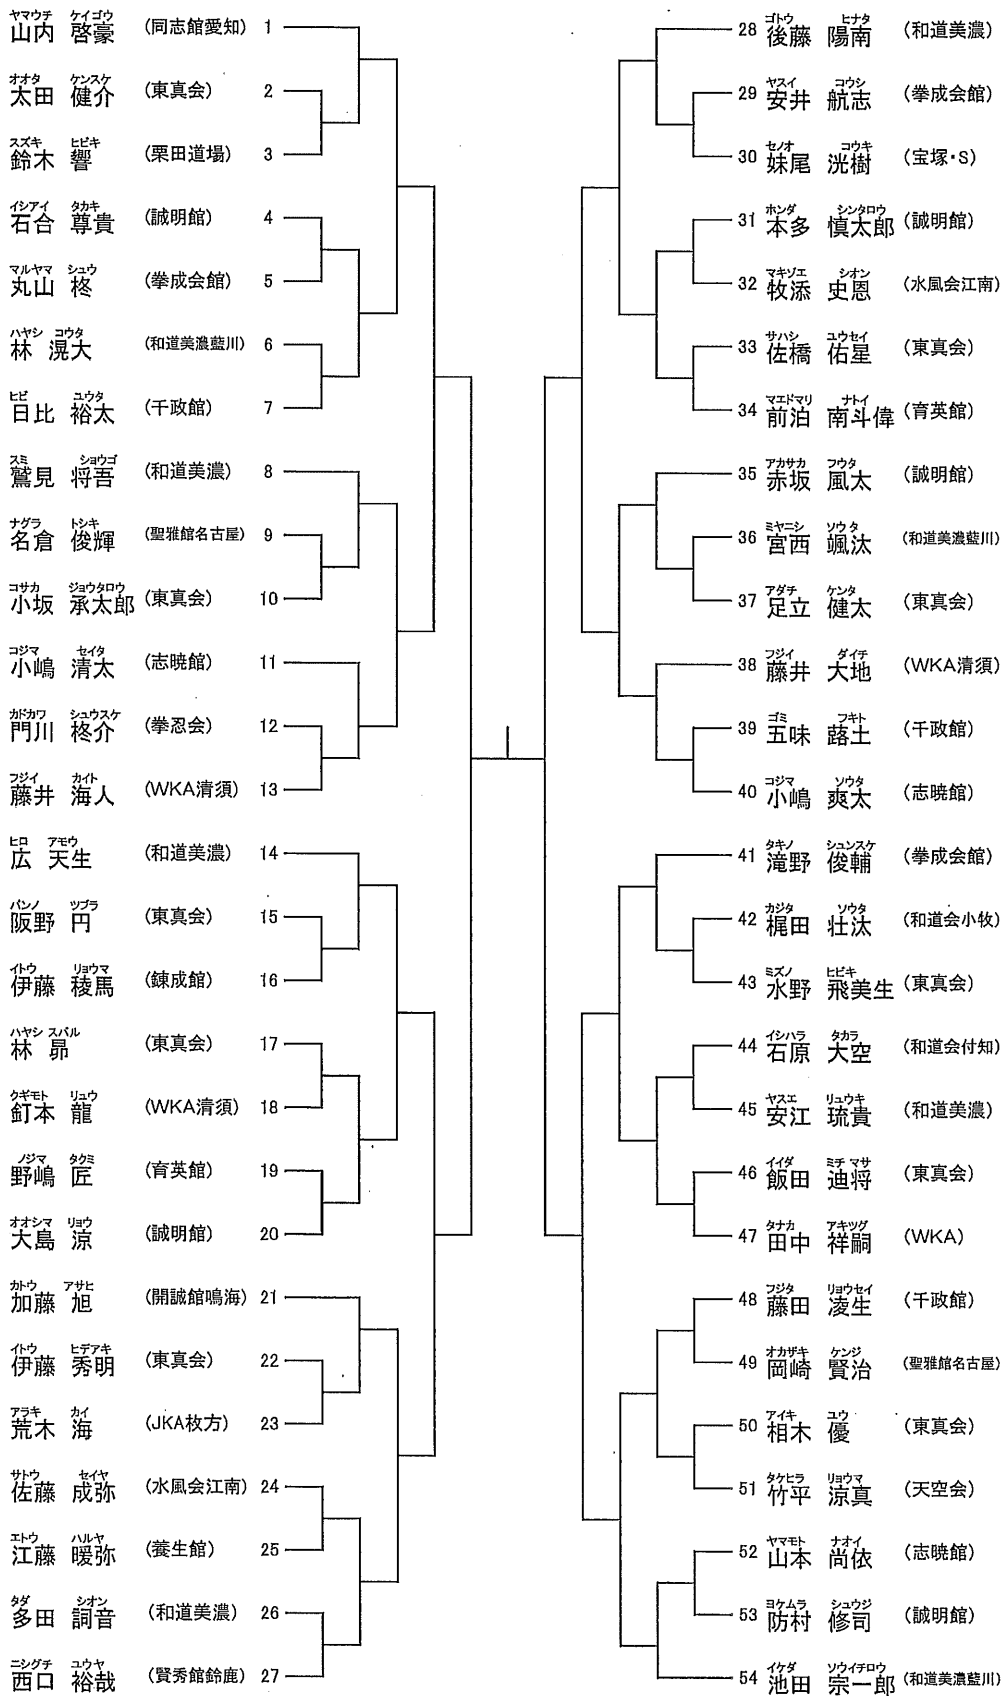 ヤマウチ ケイゴウ
山内 啓豪 (同志館愛知) 1
オオタ ケンスケ
太田 健介 (東真会) 2
スズキ ヒビキ
鈴木 響 (栗田道場) 3
イシアイ タカキ
石合 尊貴 (誠明館) 4
マルヤマ シュウ
丸山 柊 (拳成会館) 5
ハヤシ コウタ
林 滉大 (和道美濃藍川) 6
ヒビ ユウタ
日比 裕太 (千政館) 7
スミ ショウゴ
鷲見 将吾 (和道美濃) 8
ナグラ トシキ
名倉 俊輝 (聖雅館名古屋) 9
コサカ ジョウタロウ
小坂 承太郎 (東真会) 10
コジマ セイタ
小嶋 清太 (志暁館) 11
カドカワ シュウスケ
門川 柊介 (拳忍会) 12
フジイ カイト
藤井 海人 (WKA清須) 13
ヒロ アモウ
広 天生 (和道美濃) 14
バンノ ツブラ
阪野 円 (東真会) 15
イトウ リョウマ
伊藤 稜馬 (錬成館) 16
ハヤシ スバル
林 昴 (東真会) 17
クギモト リュウ
釘本 龍 (WKA清須) 18
ノジマ タクミ
野嶋 匠 (育英館) 19
オオシマ リョウ
大島 涼 (誠明館) 20
カトウ アサヒ
加藤 旭 (開誠館鳴海) 21
イトウ ヒデアキ
伊藤 秀明 (東真会) 22
アラキ カイ
荒木 海 (JKA枚方) 23
サトウ セイヤ
佐藤 成弥 (水風会江南) 24
エトウ ハルヤ
江藤 暖弥 (養生館) 25
タダ シオン
多田 詞音 (和道美濃) 26
ニシグチ ユウヤ
西口 裕哉 (賢秀館鈴鹿) 27
ゴトウ ヒナタ
28 後藤 陽南 (和道美濃)
ヤスイ コウシ
29 安井 航志 (拳成会館)
セノオ コウキ
30 妹尾 洸樹 (宝塚・S)
ホンダ シンタロウ
31 本多 慎太郎 (誠明館)
マキゾエ シオン
32 牧添 史恩 (水風会江南)
サハシ ユウセイ
33 佐橋 佑星 (東真会)
マエドマリ ナトイ
34 前泊 南斗偉 (育英館)
アカサカ フウタ
35 赤坂 風太 (誠明館)
ミヤニシ ソウタ
36 宮西 颯汰 (和道美濃藍川)
アダチ ケンタ
37 足立 健太 (東真会)
フジイ ダイチ
38 藤井 大地 (WKA清須)
ゴミ フキト
39 五味 蕗土 (千政館)
コジマ ソウタ
40 小嶋 爽太 (志暁館)
タキノ シュンスケ
41 滝野 俊輔 (拳成会館)
カジタ ソウタ
42 梶田 壮汰 (和道会小牧)
ミズノ ヒビキ
43 水野 飛美生 (東真会)
イシハラ タカラ
44 石原 大空 (和道会付知)
ヤスエ リュウキ
45 安江 琉貴 (和道美濃)
イイダ ミチマサ
46 飯田 迪将 (東真会)
タナカ アキツグ
47 田中 祥嗣 (WKA)
フジタ リョウセイ
48 藤田 凌生 (千政館)
オカザキ ケンジ
49 岡崎 賢治 (聖雅館名古屋)
アイキ ユウ
50 相木 優 (東真会)
タケヒラ リョウマ
51 竹平 涼真 (天空会)
ヤマモト ナオイ
52 山本 尚依 (志暁館)
ヨケムラ シュウジ
53 防村 修司 (誠明館)
イケダ ソウイチロウ
54 池田 宗一郎 (和道美濃藍川)